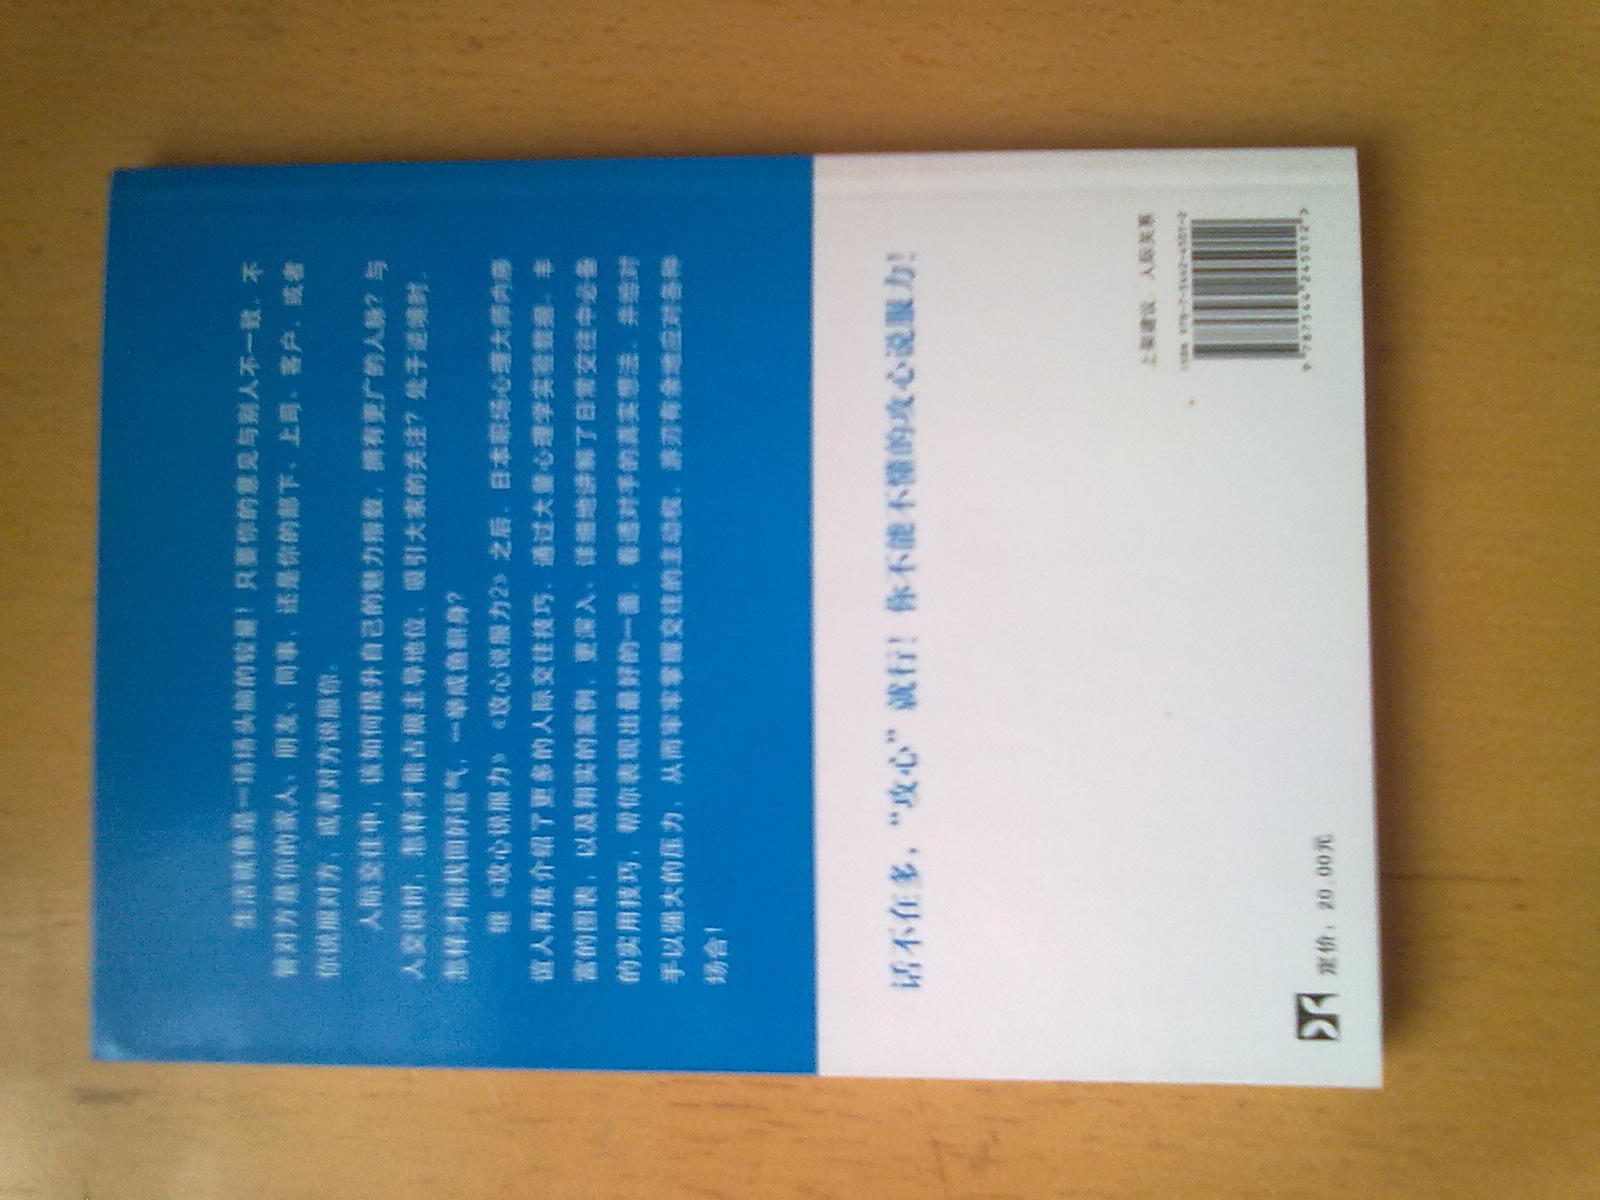 生活就像是一场场头脑的较量！只要你的意见与别人不一致，不
管对方是你的家人、朋友、同事，还是你的部下、上司、客户，或者
你说服对方，或者对方说服你。
人际交往中，该如何提升自己的魅力指数，拥有更广的人脉？与
人交谈时，怎样才能占据主导地位，吸引大家的关注？处于逆境时，
怎样才能找回好运气，一举咸鱼翻身？
继《攻心说服力》《攻心说服力2》之后，日本职场心理大师内藤
谊人再度介绍了更多的人际交往技巧，通过大量心理学实验数据、丰
富的图表，以及翔实的案例，更深入、详细地讲解了日常交往中必备
的实用技巧，帮你表现出最好的一面，看透对手的真实想法，并给对
手以强大的压力，从而牢牢掌握交往的主动权，游刃有余地应对各种
场合！
话不在多，“攻心”就行！你不能不懂的攻心说服力！
上架建议 人际关系
ISBN 978-7-5442-4501-2
9 787544 245012 >
定价：20.00元